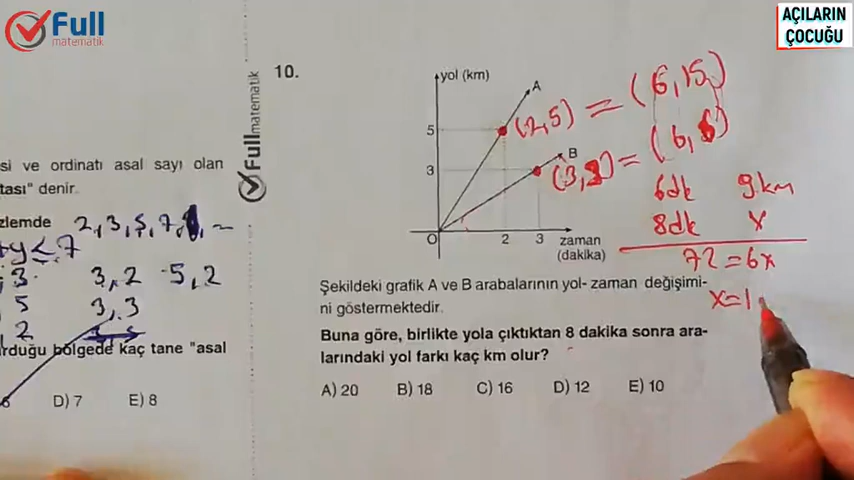 Full
matematik
AÇILARIN
ÇOCUĞU
Fullmatematik
si ve ordinatı asal sayı olan
tası" denir.
zlemde 2,3,5,7,
+y ≤ 7
3 3,2 5,2
5 3,3
2
rduğu bölgede kaç tane "asal
D) 7 E) 8
10.
yol (km)
A
5
(2,5) = (6,15)
B
3
O 2 3 zaman
(dakika)
6dk 9km
8dk x
72 = 6x
x = 1
Şekildeki grafik A ve B arabalarının yol- zaman değişimi-
ni göstermektedir.
Buna göre, birlikte yola çıktıktan 8 dakika sonra ara-
larındaki yol farkı kaç km olur?
A) 20 B) 18 C) 16 D) 12 E) 10